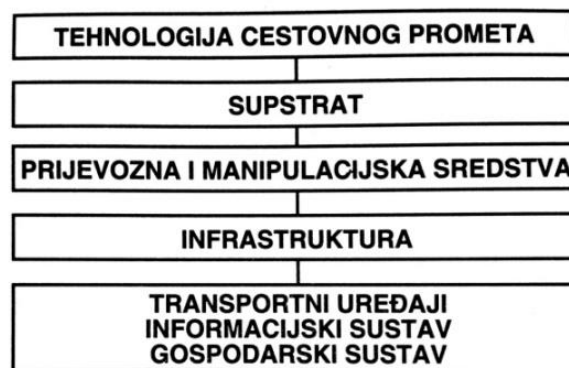 TEHNOLOGIJA CESTOVNOG PROMETA
SUPSTRAT
PRIJEVOZNA I MANIPULACIJSKA SREDSTVA
INFRASTRUKTURA
TRANSPORTNI UREĐAJI
INFORMACIJSKI SUSTAV
GOSPODARSKI SUSTAV